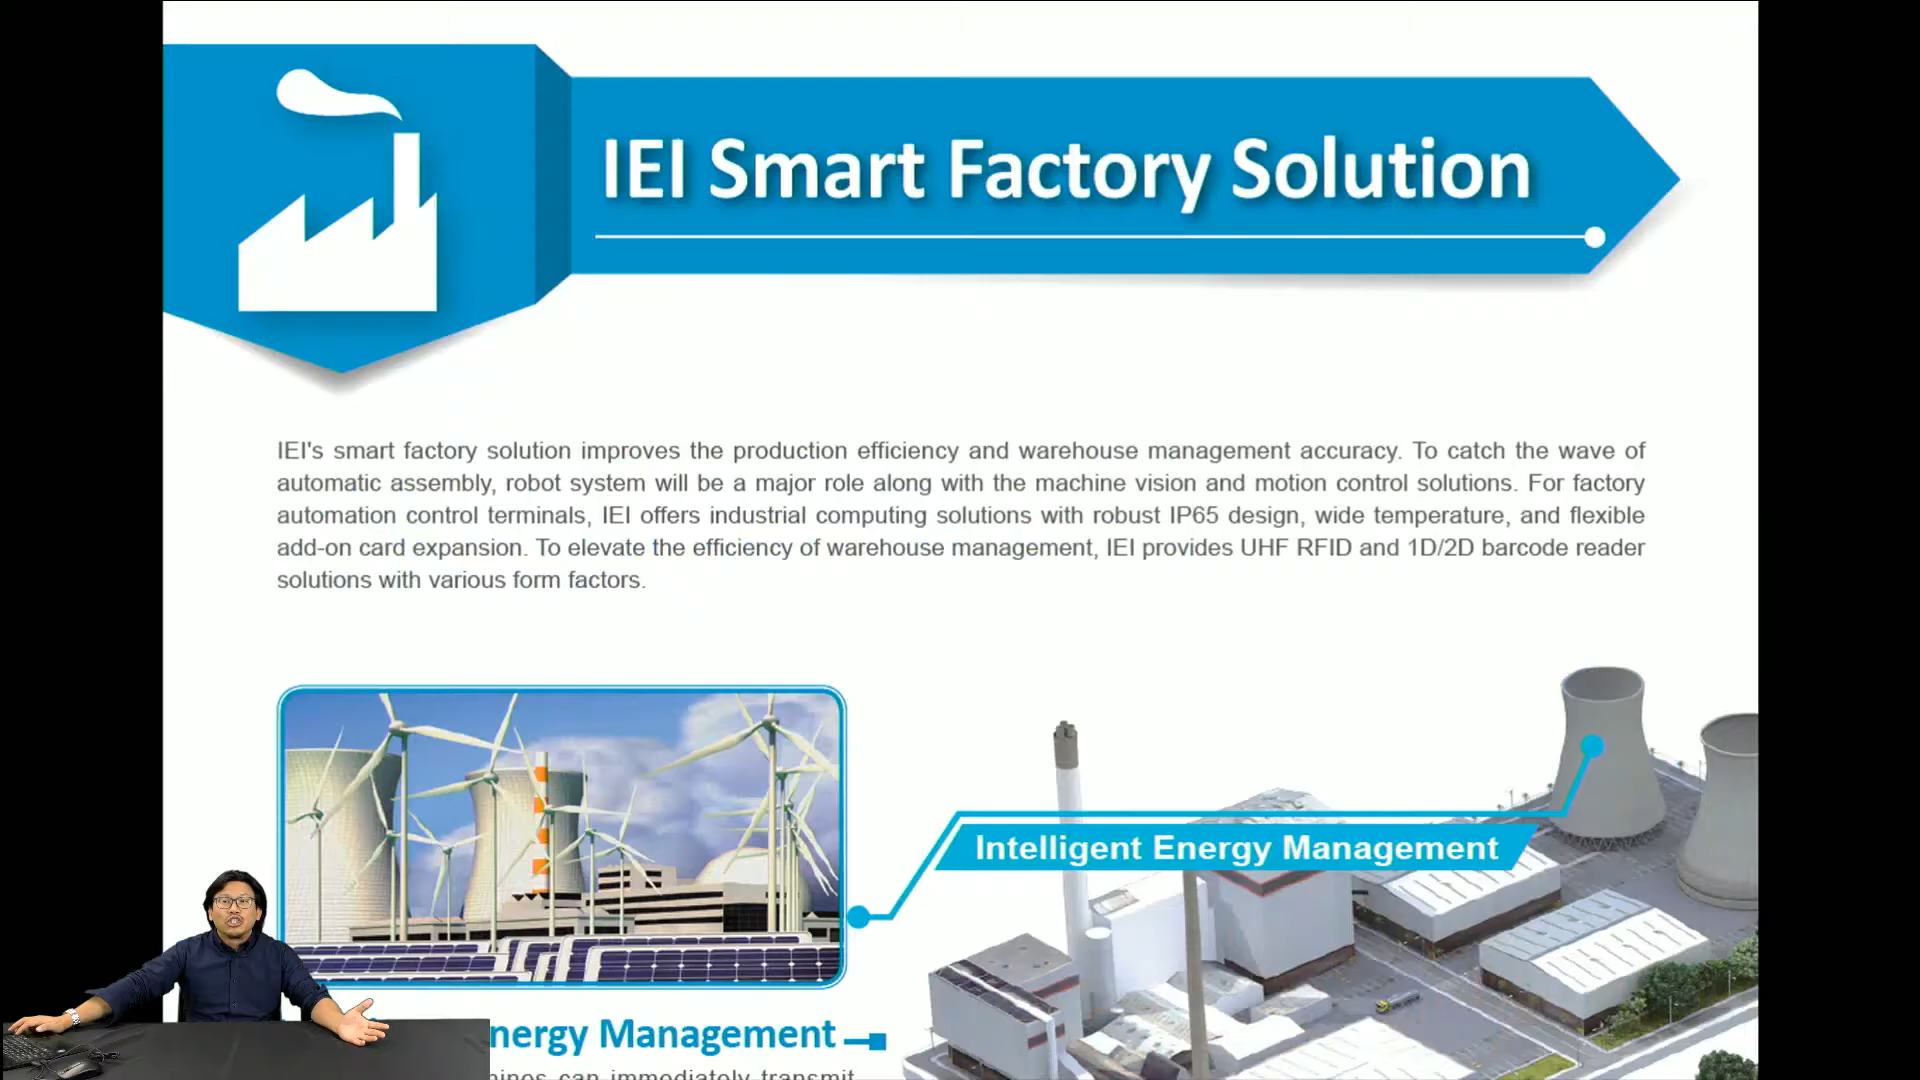 IEI Smart Factory Solution
IEI's smart factory solution improves the production efficiency and warehouse management accuracy. To catch the wave of
automatic assembly, robot system will be a major role along with the machine vision and motion control solutions. For factory
automation control terminals, IEI offers industrial computing solutions with robust IP65 design, wide temperature, and flexible
add-on card expansion. To elevate the efficiency of warehouse management, IEI provides UHF RFID and 1D/2D barcode reader
solutions with various form factors.
Intelligent Energy Management
Management
can immediately transmit